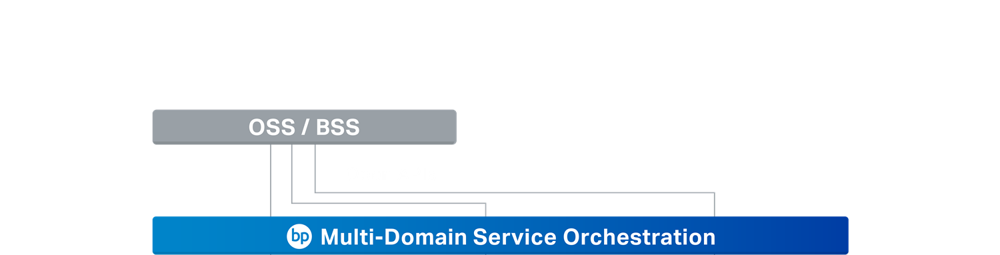 OSS / BSS
bp Multi-Domain Service Orchestration